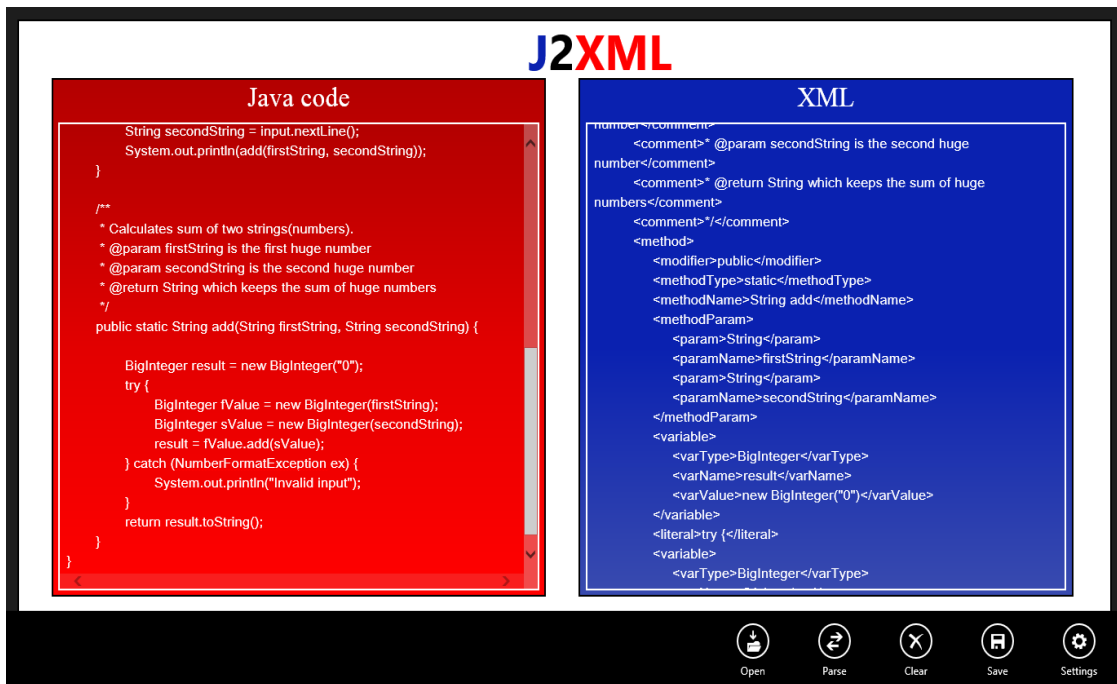 J2XML
Java code
String secondString = input.nextLine();
System.out.println(add(firstString, secondString));
}
/**
* Calculates sum of two strings(numbers).
* @param firstString is the first huge number
* @param secondString is the second huge number
* @return String which keeps the sum of huge numbers
*/
public static String add(String firstString, String secondString) {
BigInteger result = new BigInteger("0");
try {
BigInteger fValue = new BigInteger(firstString);
BigInteger sValue = new BigInteger(secondString);
result = fValue.add(sValue);
} catch (NumberFormatException ex) {
System.out.println("Invalid input");
}
return result.toString();
}
}
XML
number</comment>
<comment>* @param secondString is the second huge
number</comment>
<comment>* @return String which keeps the sum of huge
numbers</comment>
<comment>*/</comment>
<method>
<modifier>public</modifier>
<methodType>static</methodType>
<methodName>String add</methodName>
<methodParam>
<param>String</param>
<paramName>firstString</paramName>
<param>String</param>
<paramName>secondString</paramName>
</methodParam>
<variable>
<varType>BigInteger</varType>
<varName>result</varName>
<varValue>new BigInteger("0")</varValue>
</variable>
<literal>try {</literal>
<variable>
<varType>BigInteger</varType>
Open
Parse
Clear
Save
Settings